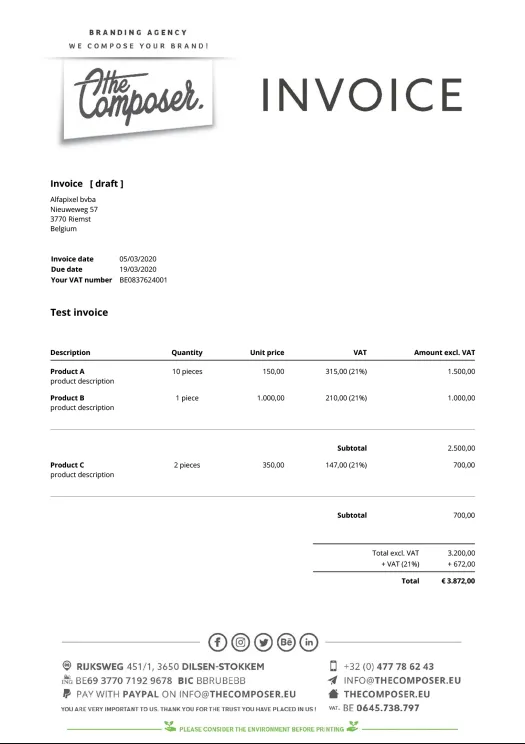 BRANDING AGENCY
WE COMPOSE YOUR BRAND!
the
Composer.
INVOICE
Invoice [ draft ]
Alfapixel bvba
Nieuweweg 57
3770 Riemst
Belgium
Invoice date 05/03/2020
Due date 19/03/2020
Your VAT number BE0837624001
Test invoice
Description Quantity Unit price VAT Amount excl. VAT
Product A 10 pieces 150,00 315,00 (21%) 1.500,00
product description
Product B 1 piece 1.000,00 210,00 (21%) 1.000,00
product description
Subtotal 2.500,00
Product C 2 pieces 350,00 147,00 (21%) 700,00
product description
Subtotal 700,00
Total excl. VAT 3.200,00
+ VAT (21%) + 672,00
Total € 3.872,00
f Bē in
RIJKSWEG 451/1, 3650 DILSEN-STOKKEM +32 (0) 477 78 62 43
ING BE69 3770 7192 9678 BIC BBRUBEBB INFO@THECOMPOSER.EU
PAY WITH PAYPAL ON INFO@THECOMPOSER.EU THECOMPOSER.EU
YOU ARE VERY IMPORTANT TO US. THANK YOU FOR THE TRUST YOU HAVE PLACED IN US! VAT. BE 0645.738.797
PLEASE CONSIDER THE ENVIRONMENT BEFORE PRINTING